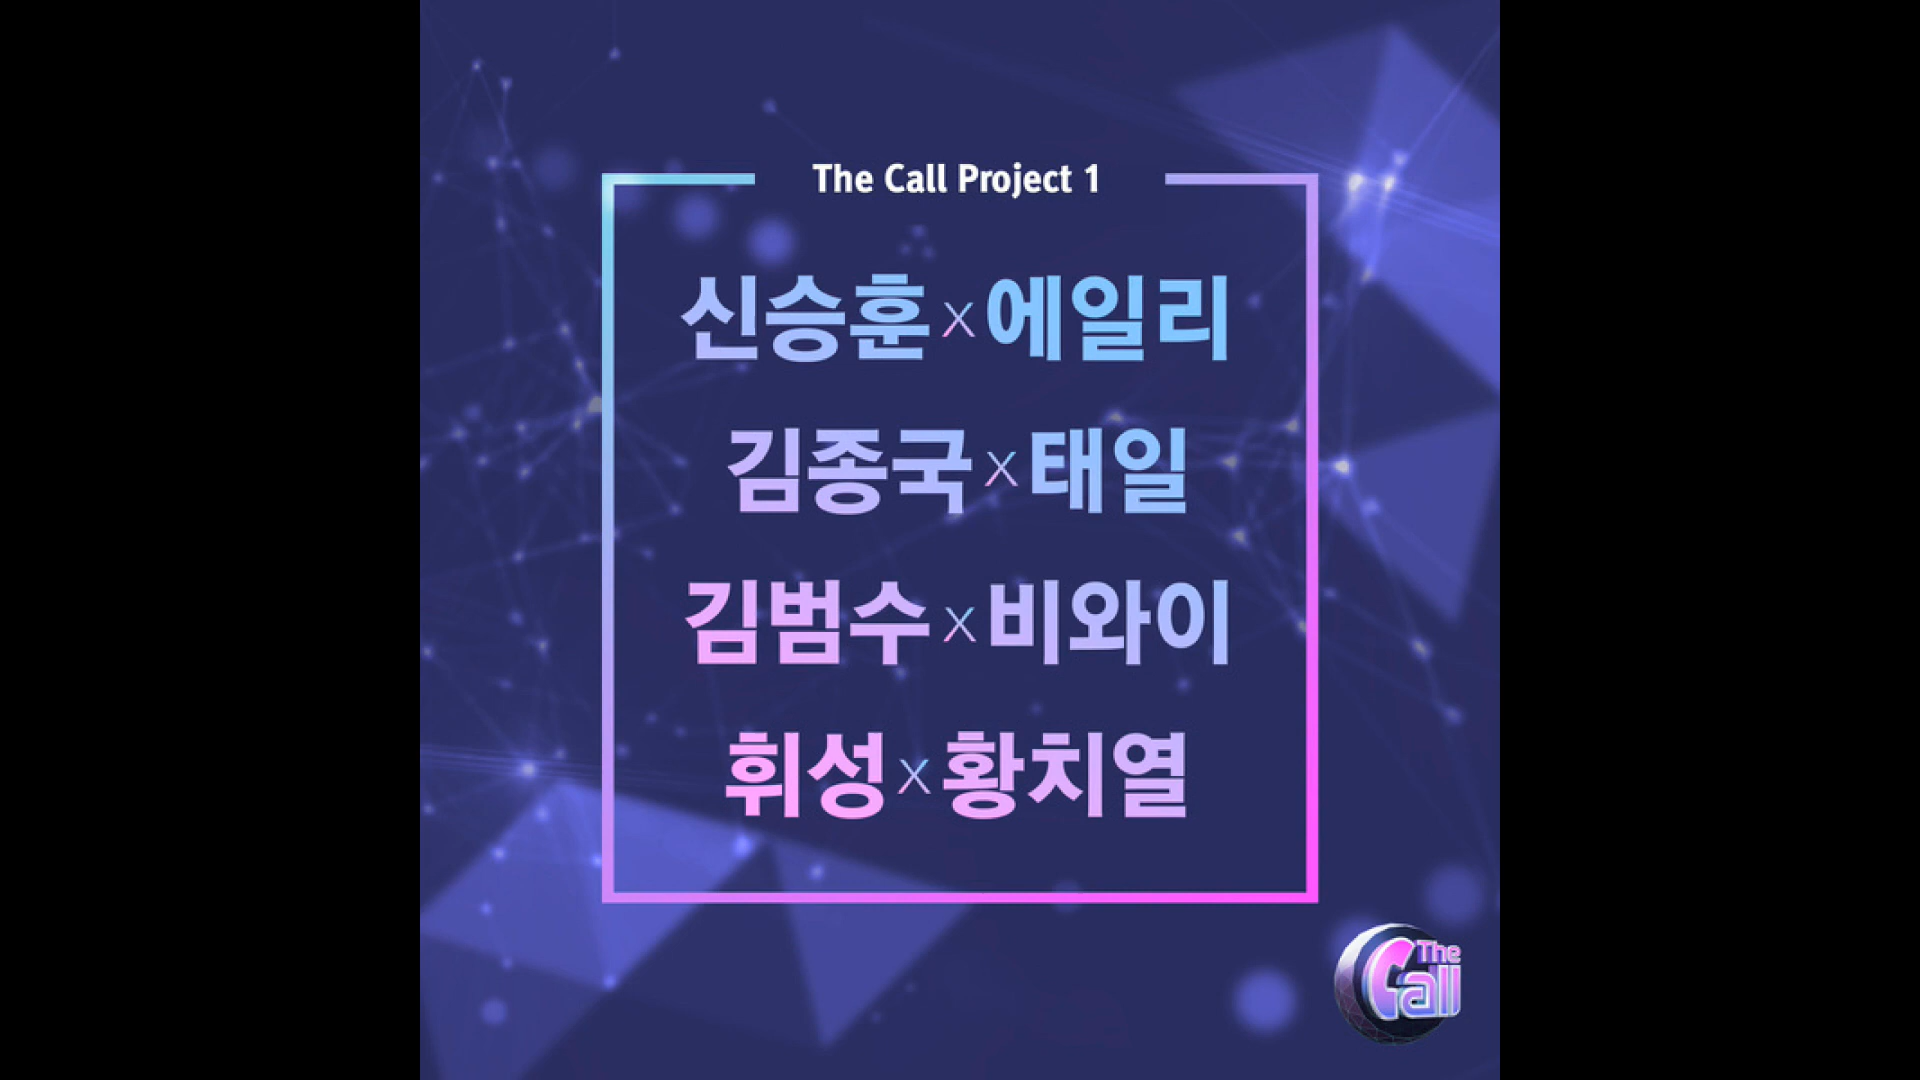 The Call Project 1
신승훈 x 에일리
김종국 x 태일
김범수 x 비와이
휘성 x 황치열
The
Call